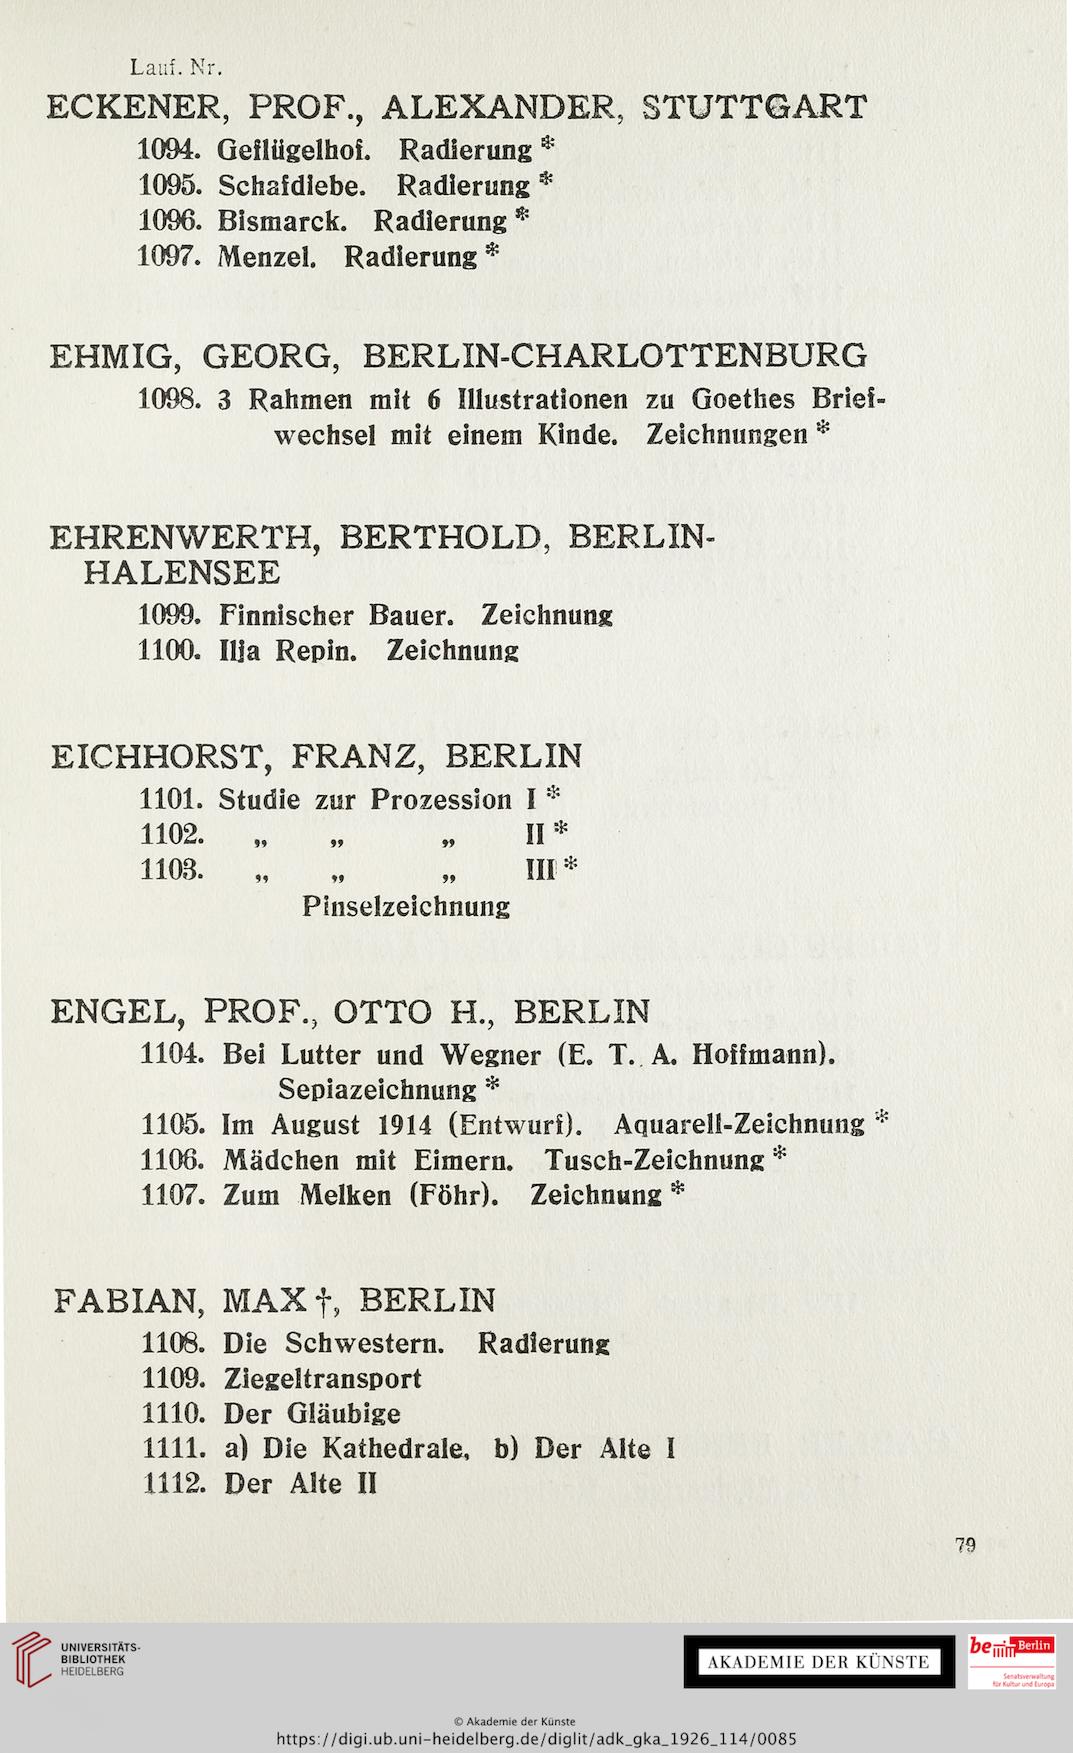 Lauf. Nr.
ECKENER, PROF., ALEXANDER, STUTTGART
1094. Geflügelhof. Radierung *
1095. Schafdiebe. Radierung *
1096. Bismarck. Radierung *
1097. Menzel. Radierung *
EHMIG, GEORG, BERLIN-CHARLOTTENBURG
1098. 3 Rahmen mit 6 Illustrationen zu Goethes Brief-
wechsel mit einem Kinde. Zeichnungen *
EHRENWERTH, BERTHOLD, BERLIN-
HALENSEE
1099. Finnischer Bauer. Zeichnung
1100. Ilja Repin. Zeichnung
EICHHORST, FRANZ, BERLIN
1101. Studie zur Prozession I *
1102. „ „ „ II *
1103. „ „ „ III *
Pinselzeichnung
ENGEL, PROF., OTTO H., BERLIN
1104. Bei Lutter und Wegner (E. T. A. Hoffmann).
Sepiazeichnung *
1105. Im August 1914 (Entwurf). Aquarell-Zeichnung *
1106. Mädchen mit Eimern. Tusch-Zeichnung *
1107. Zum Melken (Föhr). Zeichnung *
FABIAN, MAX †, BERLIN
1108. Die Schwestern. Radierung
1109. Ziegeltransport
1110. Der Gläubige
1111. a) Die Kathedrale, b) Der Alte I
1112. Der Alte II
79
UNIVERSITÄTS-
BIBLIOTHEK
HEIDELBERG
AKADEMIE DER KÜNSTE
be Berlin
Senatsverwaltung
für Kultur und Europa
© Akademie der Künste
https://digi.ub.uni-heidelberg.de/diglit/adk_gka_1926_114/0085